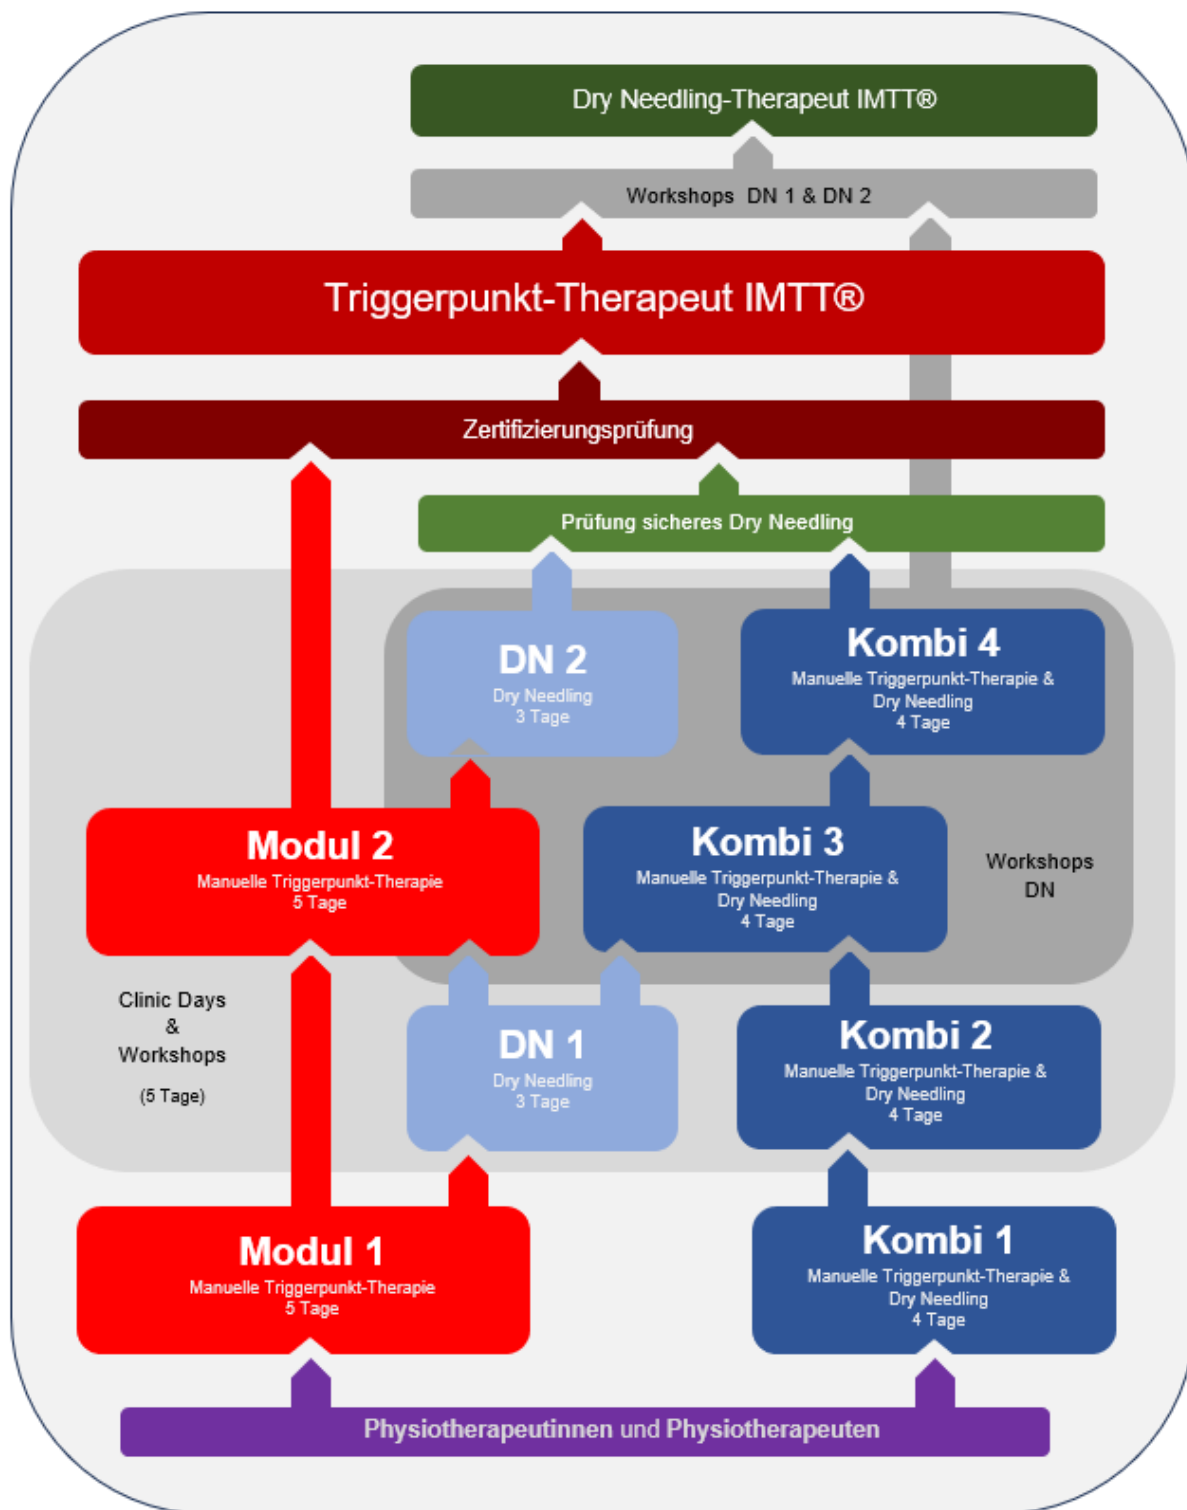 Dry Needling-Therapeut IMTT®
Workshops DN 1 & DN 2
Triggerpunkt-Therapeut IMTT®
Zertifizierungsprüfung
Prüfung sicheres Dry Needling
DN 2
Dry Needling
3 Tage
Kombi 4
Manuelle Triggerpunkt-Therapie &
Dry Needling
4 Tage
Modul 2
Manuelle Triggerpunkt-Therapie
5 Tage
Kombi 3
Manuelle Triggerpunkt-Therapie &
Dry Needling
4 Tage
Workshops
DN
Clinic Days
&
Workshops
(5 Tage)
DN 1
Dry Needling
3 Tage
Kombi 2
Manuelle Triggerpunkt-Therapie &
Dry Needling
4 Tage
Modul 1
Manuelle Triggerpunkt-Therapie
5 Tage
Kombi 1
Manuelle Triggerpunkt-Therapie &
Dry Needling
4 Tage
Physiotherapeutinnen und Physiotherapeuten